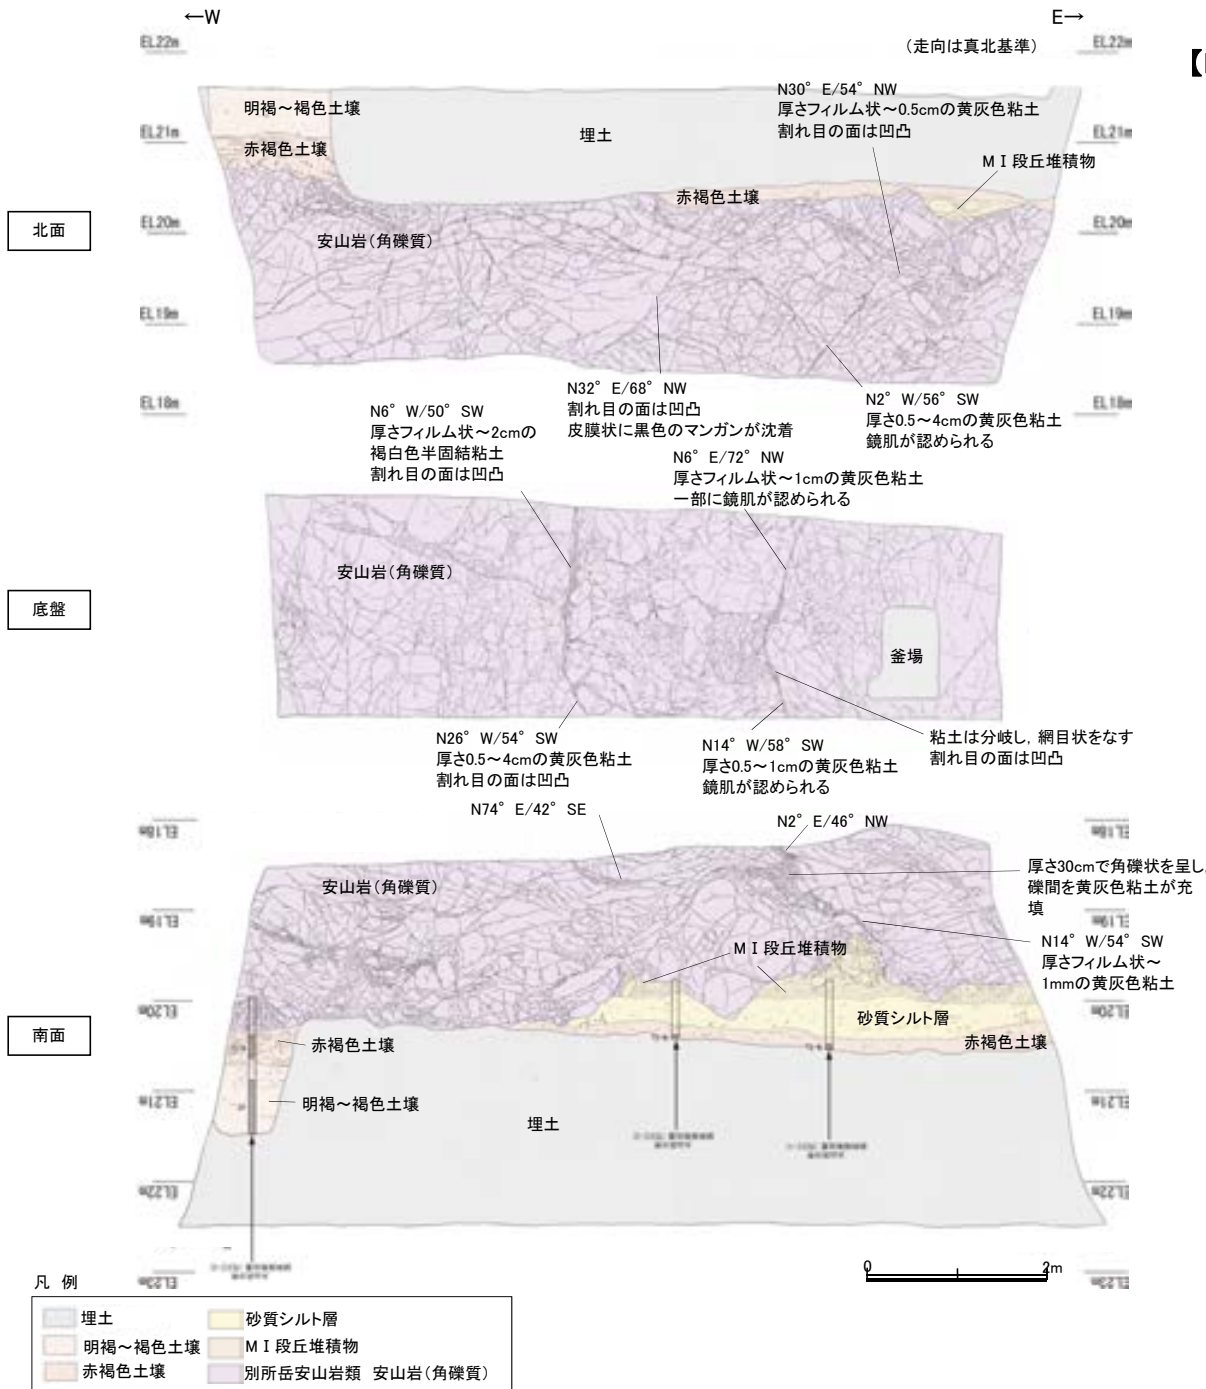 ←W
E→
EL22m
(走向は真北基準)
EL22m
【
N30° E/54° NW
厚さフィルム状～0.5cmの黄灰色粘土
割れ目の面は凹凸
明褐～褐色土壌
EL21m
埋土
EL21m
赤褐色土壌
MⅠ段丘堆積物
赤褐色土壌
北面
EL20m
EL20m
安山岩(角礫質)
EL19m
EL19m
N32° E/68° NW
割れ目の面は凹凸
皮膜状に黒色のマンガンが沈着
N2° W/56° SW
厚さ0.5～4cmの黄灰色粘土
鏡肌が認められる
EL18m
EL18m
N6° W/50° SW
厚さフィルム状～2cmの
褐白色半固結粘土
割れ目の面は凹凸
N6° E/72° NW
厚さフィルム状～1cmの黄灰色粘土
一部に鏡肌が認められる
安山岩(角礫質)
底盤
釜場
N26° W/54° SW
厚さ0.5～4cmの黄灰色粘土
割れ目の面は凹凸
N14° W/58° SW
厚さ0.5～1cmの黄灰色粘土
鏡肌が認められる
粘土は分岐し，網目状をなす
割れ目の面は凹凸
N74° E/42° SE
N2° E/46° NW
EL18m
EL18m
安山岩(角礫質)
厚さ30cmで角礫状を呈し，
礫間を黄灰色粘土が充
填
EL19m
EL19m
MⅠ段丘堆積物
N14° W/54° SW
厚さフィルム状～
1mmの黄灰色粘土
EL20m
EL20m
砂質シルト層
南面
赤褐色土壌
赤褐色土壌
EL21m
EL21m
明褐～褐色土壌
埋土
EL22m
EL22m
EL23m
EL23m
0
2m
凡 例
埋土
砂質シルト層
明褐～褐色土壌
MⅠ段丘堆積物
赤褐色土壌
別所岳安山岩類 安山岩(角礫質)